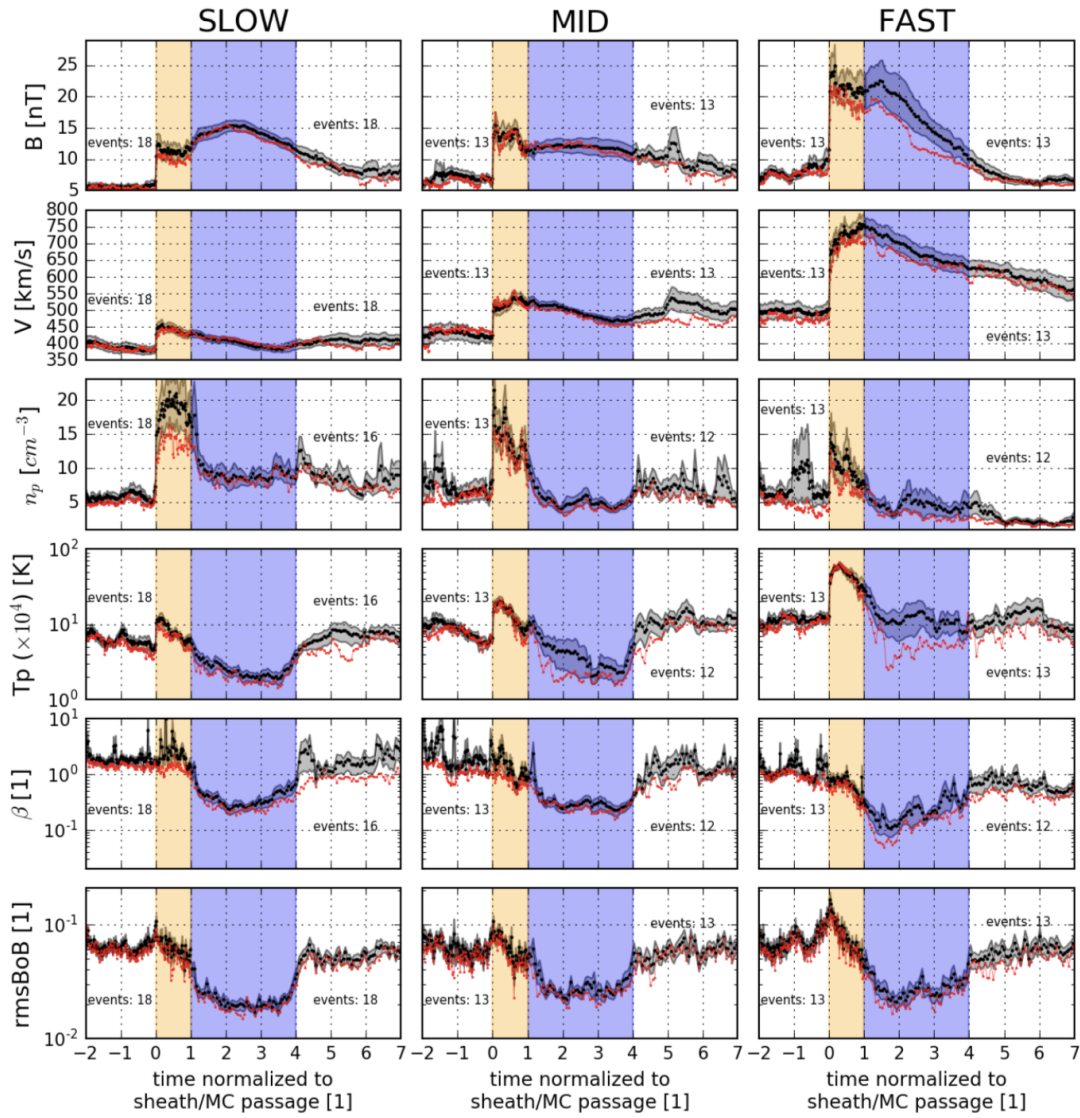 SLOW MID FAST
B [nT]
25
20
15
10
5
events: 18
events: 18
events: 13
events: 13
events: 13
events: 13
V [km/s]
800
750
700
650
600
550
500
450
400
350
events: 18
events: 18
events: 13
events: 13
events: 13
events: 13
n_p [cm^{-3}]
20
15
10
5
events: 18
events: 16
events: 13
events: 12
events: 13
events: 12
Tp (×10^4) [K]
10^2
10^1
10^0
events: 18
events: 16
events: 13
events: 12
events: 13
events: 13
β [1]
10^1
10^0
10^{-1}
events: 18
events: 16
events: 13
events: 12
events: 13
events: 12
rmsBoB [1]
10^{-1}
10^{-2}
events: 18
events: 18
events: 13
events: 13
events: 13
events: 13
−2 −1 0 1 2 3 4 5 6 7
−2 −1 0 1 2 3 4 5 6 7
−2 −1 0 1 2 3 4 5 6 7
time normalized to
sheath/MC passage [1]
time normalized to
sheath/MC passage [1]
time normalized to
sheath/MC passage [1]